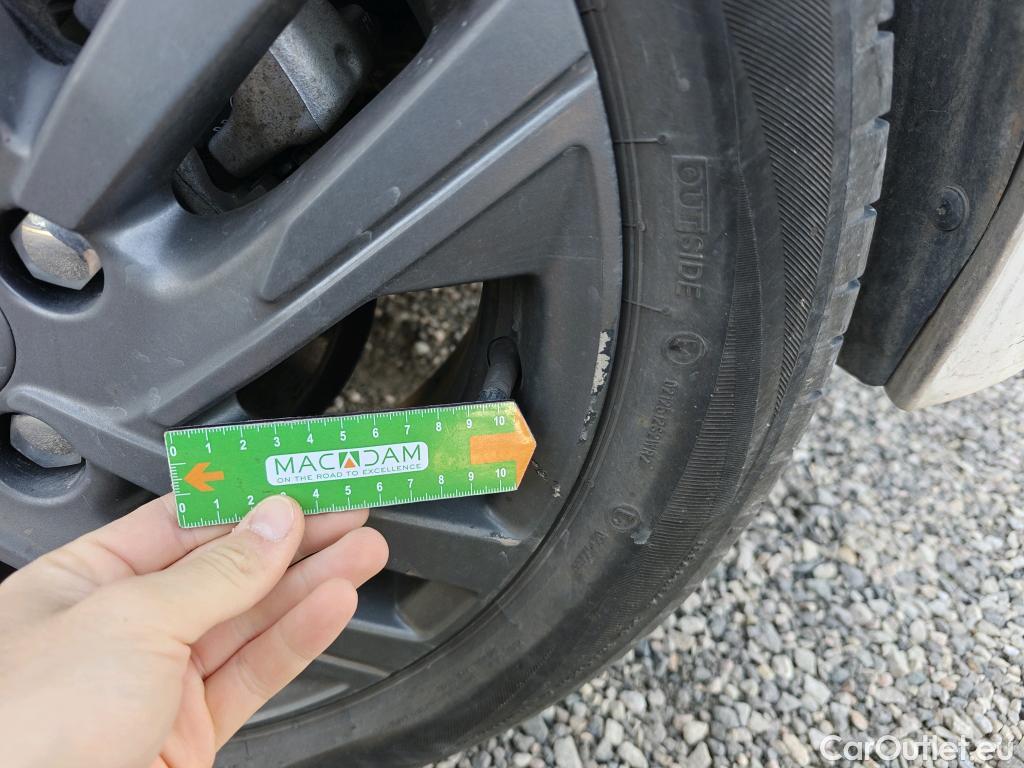 OUTSIDE
0 1 2 3 4 5 6 7 8 9 10
MACADAM
ON THE ROAD TO EXCELLENCE
0 1 2 3 4 5 6 7 8 9 10
CarOutlet.eu